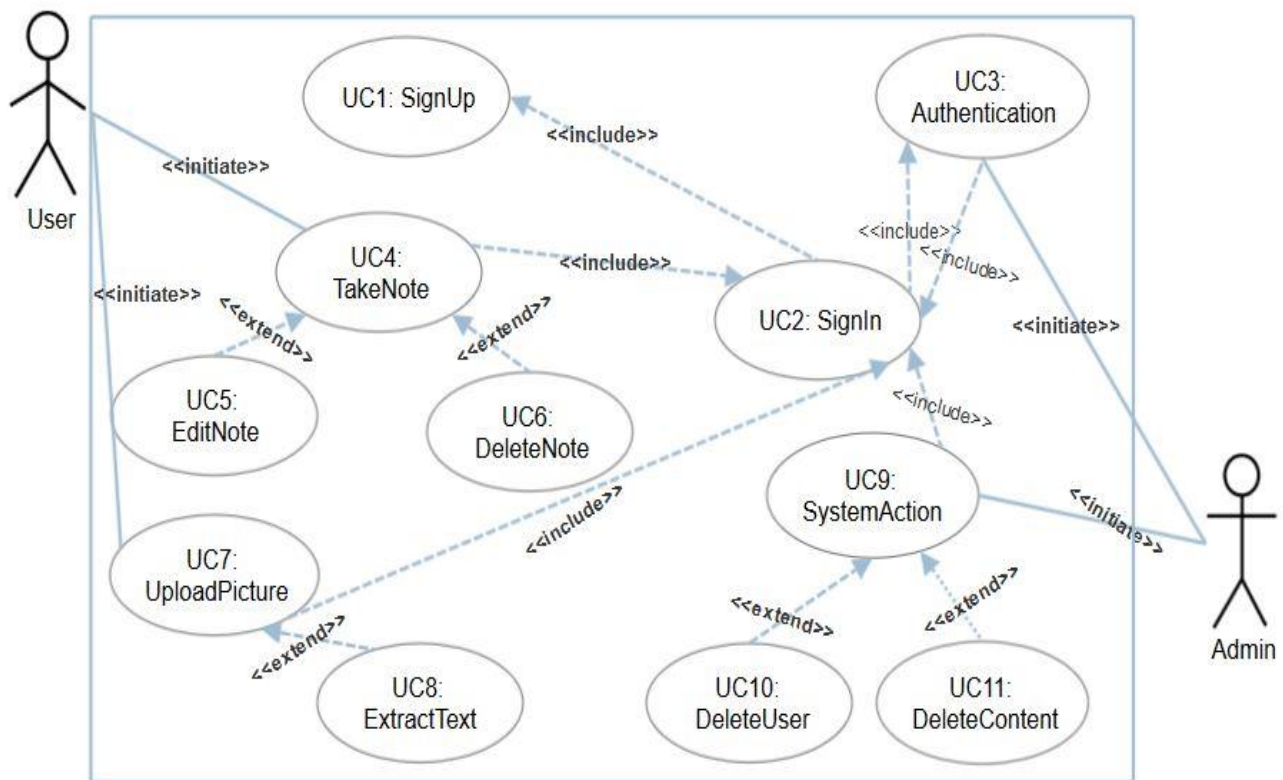 UC1: SignUp
UC3:
Authentication
<<include>>
<<initiate>>
User
<<include>>
<<include>>
UC4:
TakeNote
<<include>>
<<initiate>>
<<extend>>
<<extend>>
UC2: SignIn
<<initiate>>
UC5:
EditNote
UC6:
DeleteNote
<<include>>
UC9:
SystemAction
<<initiate>>
<<include>>
UC7:
UploadPicture
<<extend>>
<<extend>>
<<extend>>
UC8:
ExtractText
UC10:
DeleteUser
UC11:
DeleteContent
Admin